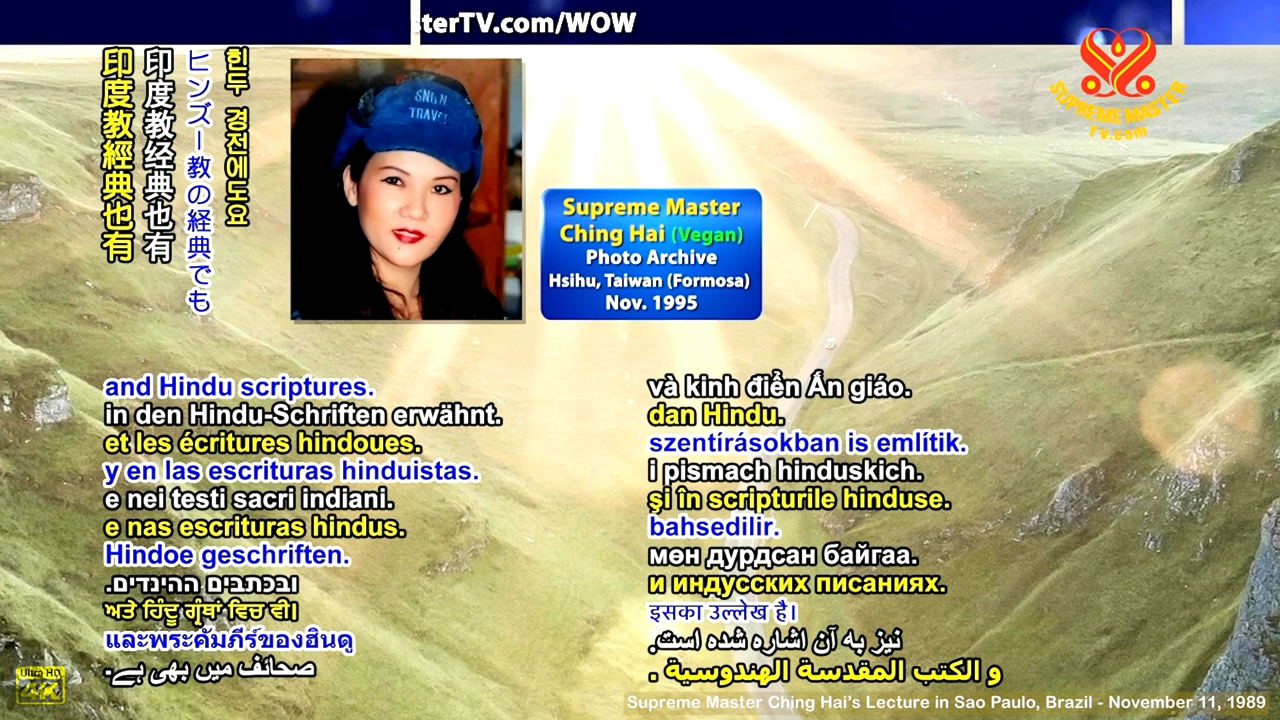 sterTV.com/WOW
SUPREME MASTER
TV.com
힌두 경전에도요
ヒンズー教の経典でも
印度教经典也有
印度教經典也有
TRAVEL
Supreme Master
Ching Hai (Vegan)
Photo Archive
Hsihu, Taiwan (Formosa)
Nov. 1995
and Hindu scriptures.
in den Hindu-Schriften erwähnt.
et les écritures hindoues.
y en las escrituras hinduistas.
e nei testi sacri indiani.
e nas escrituras hindus.
Hindoe geschriften.
ובכתבים ההינדים.
ਅਤੇ ਹਿੰਦੂ ਗ੍ਰੰਥਾਂ ਵਿਚ ਵੀ।
และพระคัมภีร์ของฮินดู
صحائف میں بھی ہے.
và kinh điển Ấn giáo.
dan Hindu.
szentírásokban is említik.
i pismach hinduskich.
și în scripturile hinduse.
bahsedilir.
мөн дурдсан байгаа.
и индусских писаниях.
इसका उल्लेख है।
نیز به آن اشاره شده است.
و الكتب المقدسة الهندوسية .
Ultra HD
4K
Supreme Master Ching Hai's Lecture in Sao Paulo, Brazil - November 11, 1989